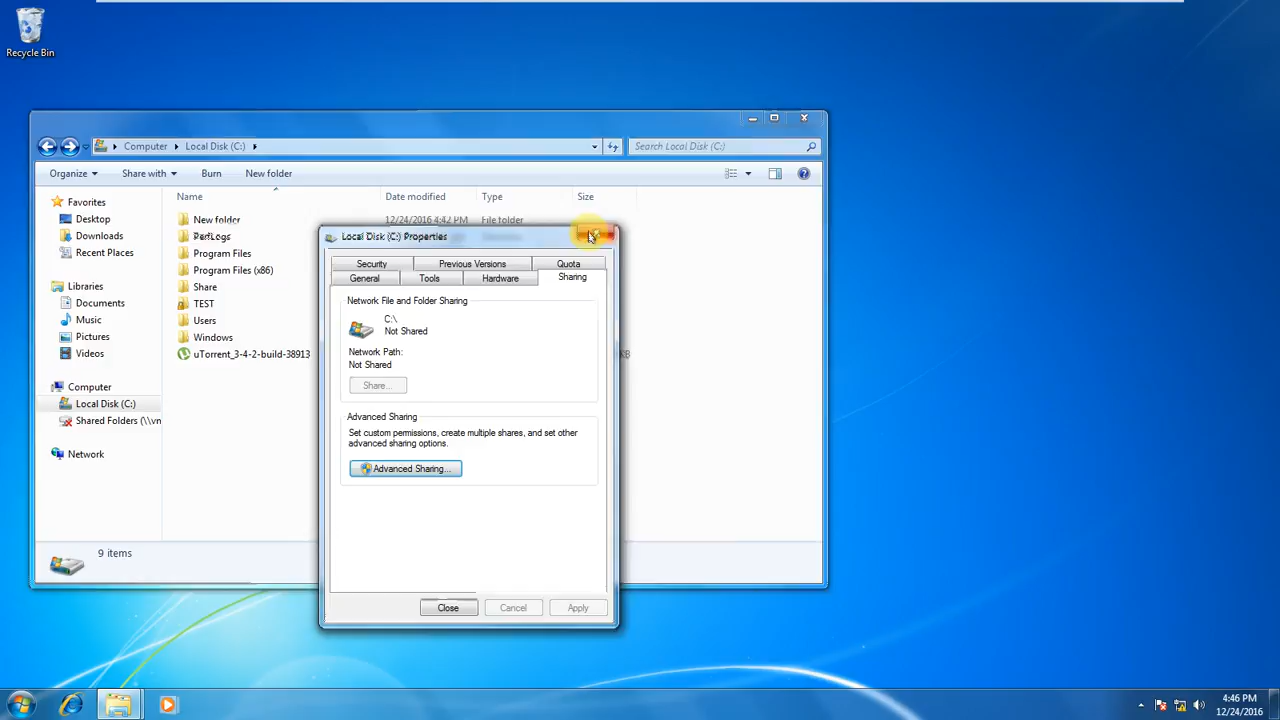 Recycle Bin
Computer Local Disk (C:)
Search Local Disk (C:)
Organize Share with Burn New folder
Name Date modified Type Size
Favorites
Desktop
Downloads
Recent Places
Libraries
Documents
Music
Pictures
Videos
Computer
Local Disk (C:)
Shared Folders (\\vn
Network
New folder 12/24/2016 4:42 PM File folder
PerfLogs
Program Files
Program Files (x86)
Share
TEST
Users
Windows
uTorrent_3-4-2-build-38913 KB
9 items
Local Disk (C:) Properties
Security Previous Versions Quota
General Tools Hardware Sharing
Network File and Folder Sharing
C:\
Not Shared
Network Path:
Not Shared
Share...
Advanced Sharing
Set custom permissions, create multiple shares, and set other
advanced sharing options.
Advanced Sharing...
Close Cancel Apply
4:46 PM
12/24/2016